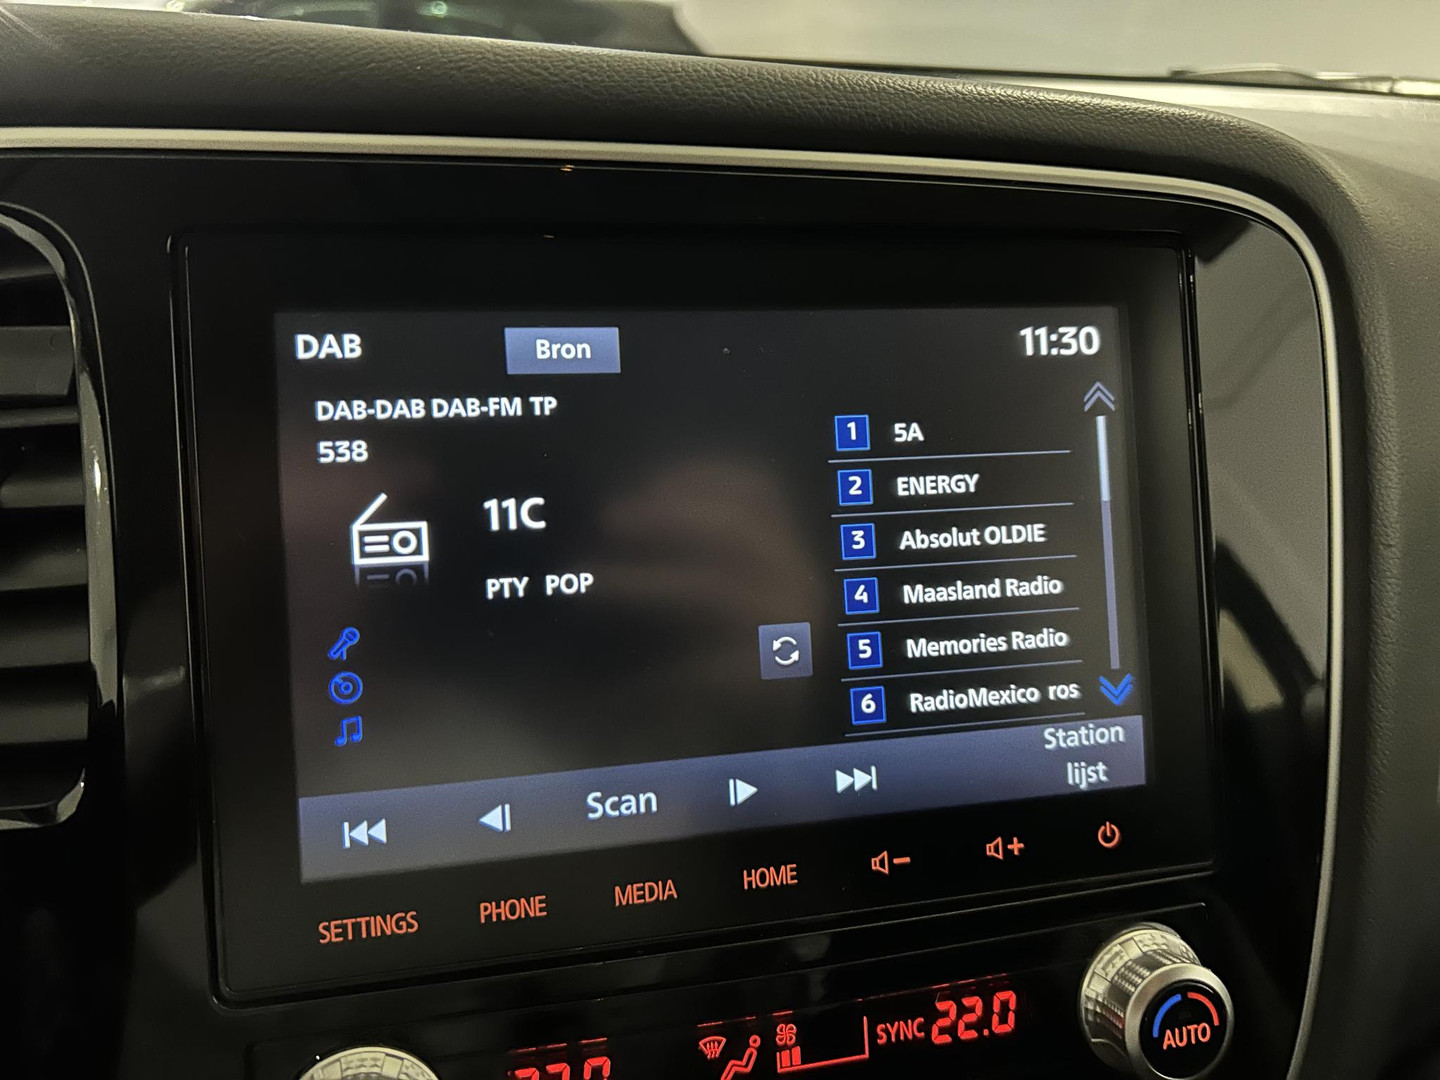 DAB
Bron
11:30
DAB-DAB DAB-FM TP
538
11C
PTY POP
1 5A
2 ENERGY
3 Absolut OLDIE
4 Maasland Radio
5 Memories Radio
6 RadioMexico ros
Scan
Station
lijst
SETTINGS
PHONE
MEDIA
HOME
SYNC 22.0
AUTO